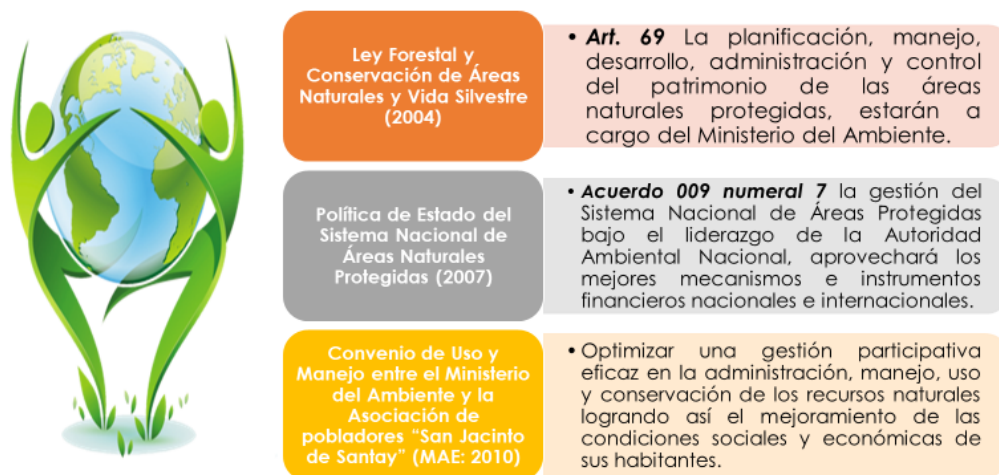 Ley Forestal y
Conservación de Áreas
Naturales y Vida Silvestre
(2004)
• Art. 69 La planificación, manejo,
desarrollo, administración y control
del patrimonio de las áreas
naturales protegidas, estarán a
cargo del Ministerio del Ambiente.
Política de Estado del
Sistema Nacional de
Áreas Naturales
Protegidas (2007)
• Acuerdo 009 numeral 7 la gestión del
Sistema Nacional de Áreas Protegidas
bajo el liderazgo de la Autoridad
Ambiental Nacional, aprovechará los
mejores mecanismos e instrumentos
financieros nacionales e internacionales.
Convenio de Uso y
Manejo entre el Ministerio
del Ambiente y la
Asociación de
pobladores “San Jacinto
de Santay” (MAE: 2010)
• Optimizar una gestión participativa
eficaz en la administración, manejo, uso
y conservación de los recursos naturales
logrando así el mejoramiento de las
condiciones sociales y económicas de
sus habitantes.